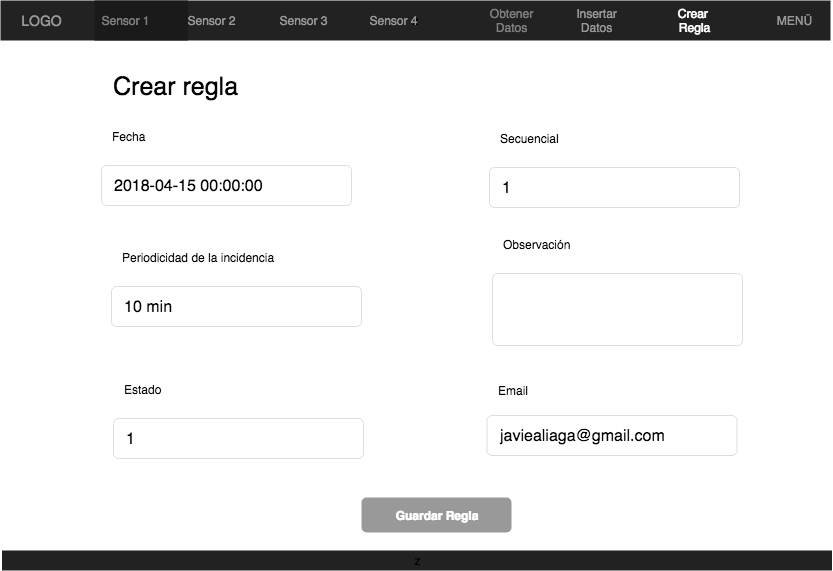 LOGO Sensor 1 Sensor 2 Sensor 3 Sensor 4 Obtener Datos Insertar Datos Crear Regla MENÜ
Crear regla
Fecha
2018-04-15 00:00:00
Secuencial
1
Periodicidad de la incidencia
10 min
Observación
Estado
1
Email
javiealiaga@gmail.com
Guardar Regla
z